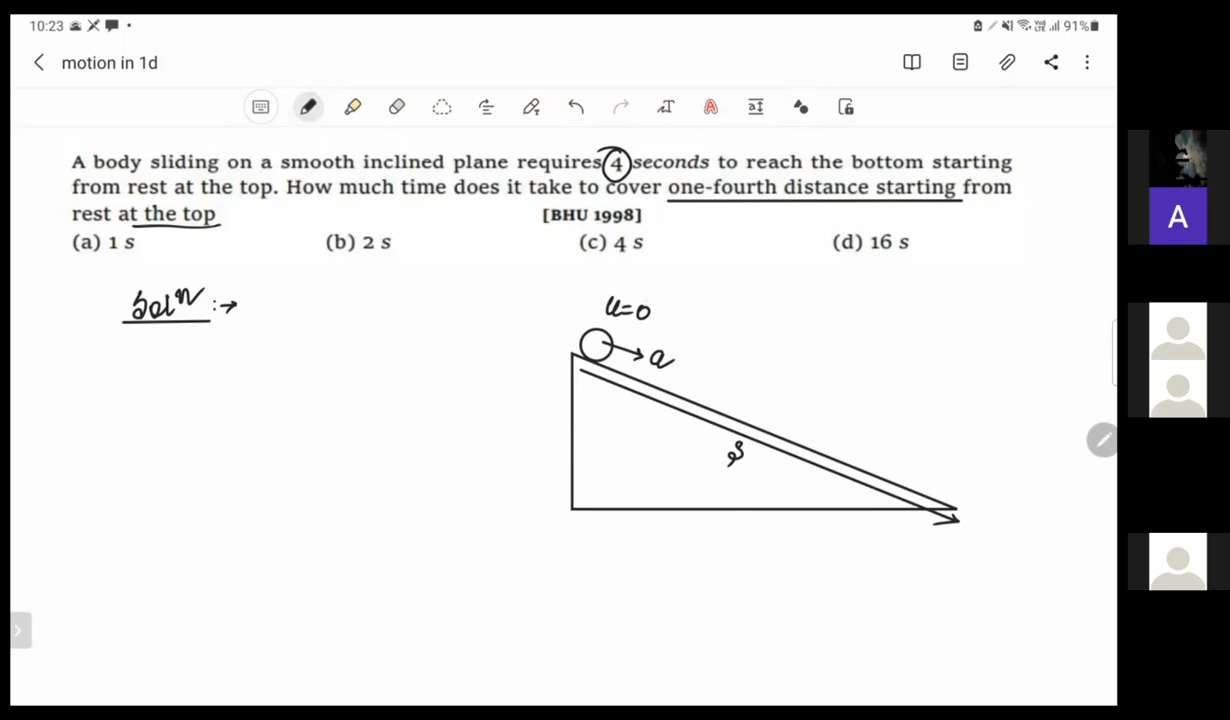 10:23
91%
motion in 1d
A body sliding on a smooth inclined plane requires 4 seconds to reach the bottom starting
from rest at the top. How much time does it take to cover one-fourth distance starting from
rest at the top [BHU 1998]
(a) 1 s (b) 2 s (c) 4 s (d) 16 s
Solⁿ :→
u=0
a
s
A